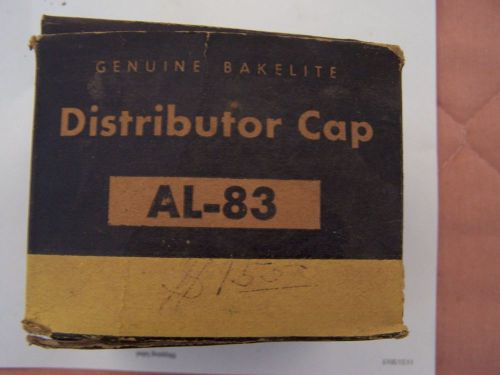 GENUINE BAKELITE
Distributor Cap
AL-83